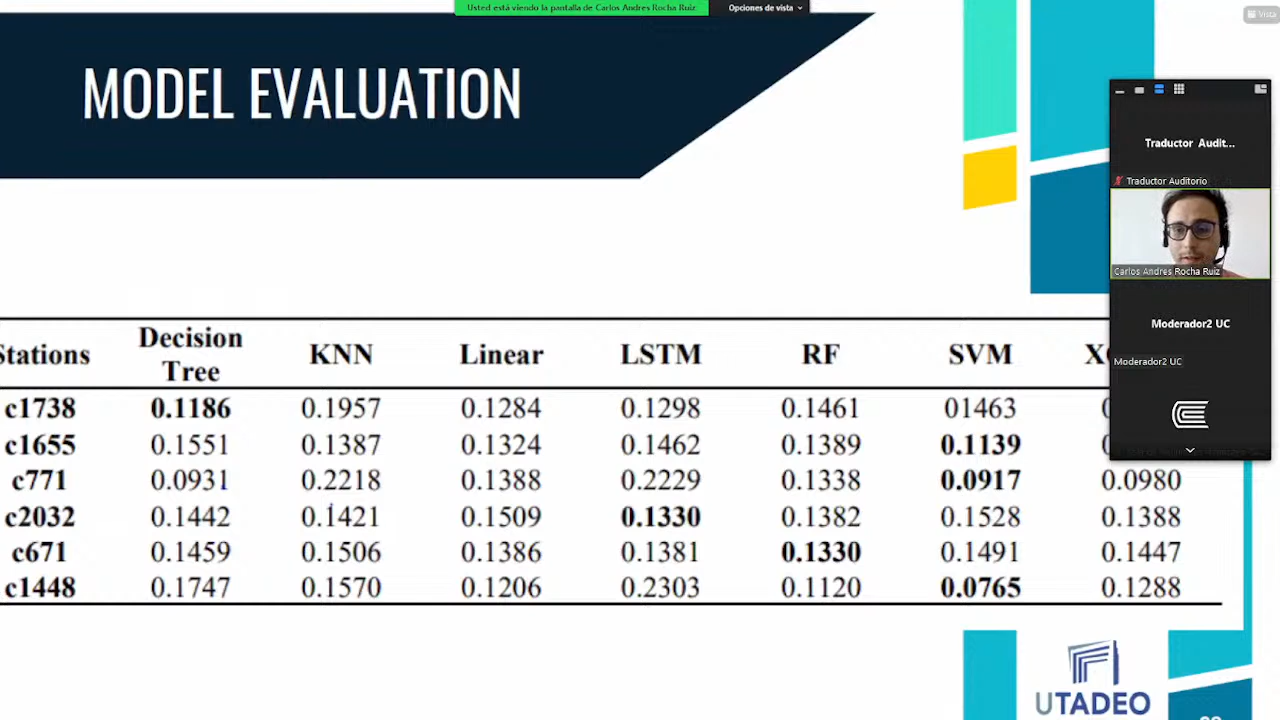 Usted está viendo la pantalla de Carlos Andres Rocha Ruiz Opciones de vista
Vista
MODEL EVALUATION
Traductor Audit...
Traductor Auditorio
Carlos Andres Rocha Ruiz
Moderador2 UC
Moderador2 UC
Stations Decision Tree KNN Linear LSTM RF SVM
c1738 0.1186 0.1957 0.1284 0.1298 0.1461 01463
c1655 0.1551 0.1387 0.1324 0.1462 0.1389 0.1139
c771 0.0931 0.2218 0.1388 0.2229 0.1338 0.0917 0.0980
c2032 0.1442 0.1421 0.1509 0.1330 0.1382 0.1528 0.1388
c671 0.1459 0.1506 0.1386 0.1381 0.1330 0.1491 0.1447
c1448 0.1747 0.1570 0.1206 0.2303 0.1120 0.0765 0.1288
UTADEO